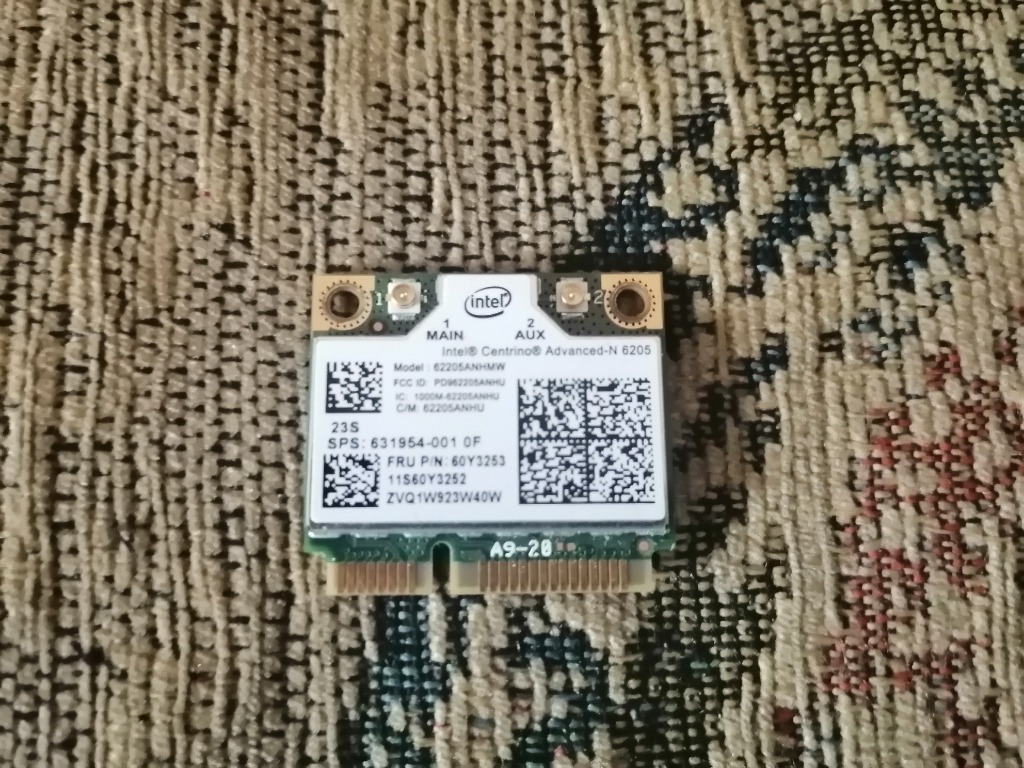 1
intel
2
1
MAIN
2
AUX
Intel® Centrino® Advanced-N 6205
Model : 62205ANHMW
FCC ID: PD962205ANHU
IC: 1000M-62205ANHU
C/M: 62205ANHU
23S
SPS: 631954-001 0F
FRU P/N: 60Y3253
11S60Y3252
ZVQ1W923W40W
A9-20